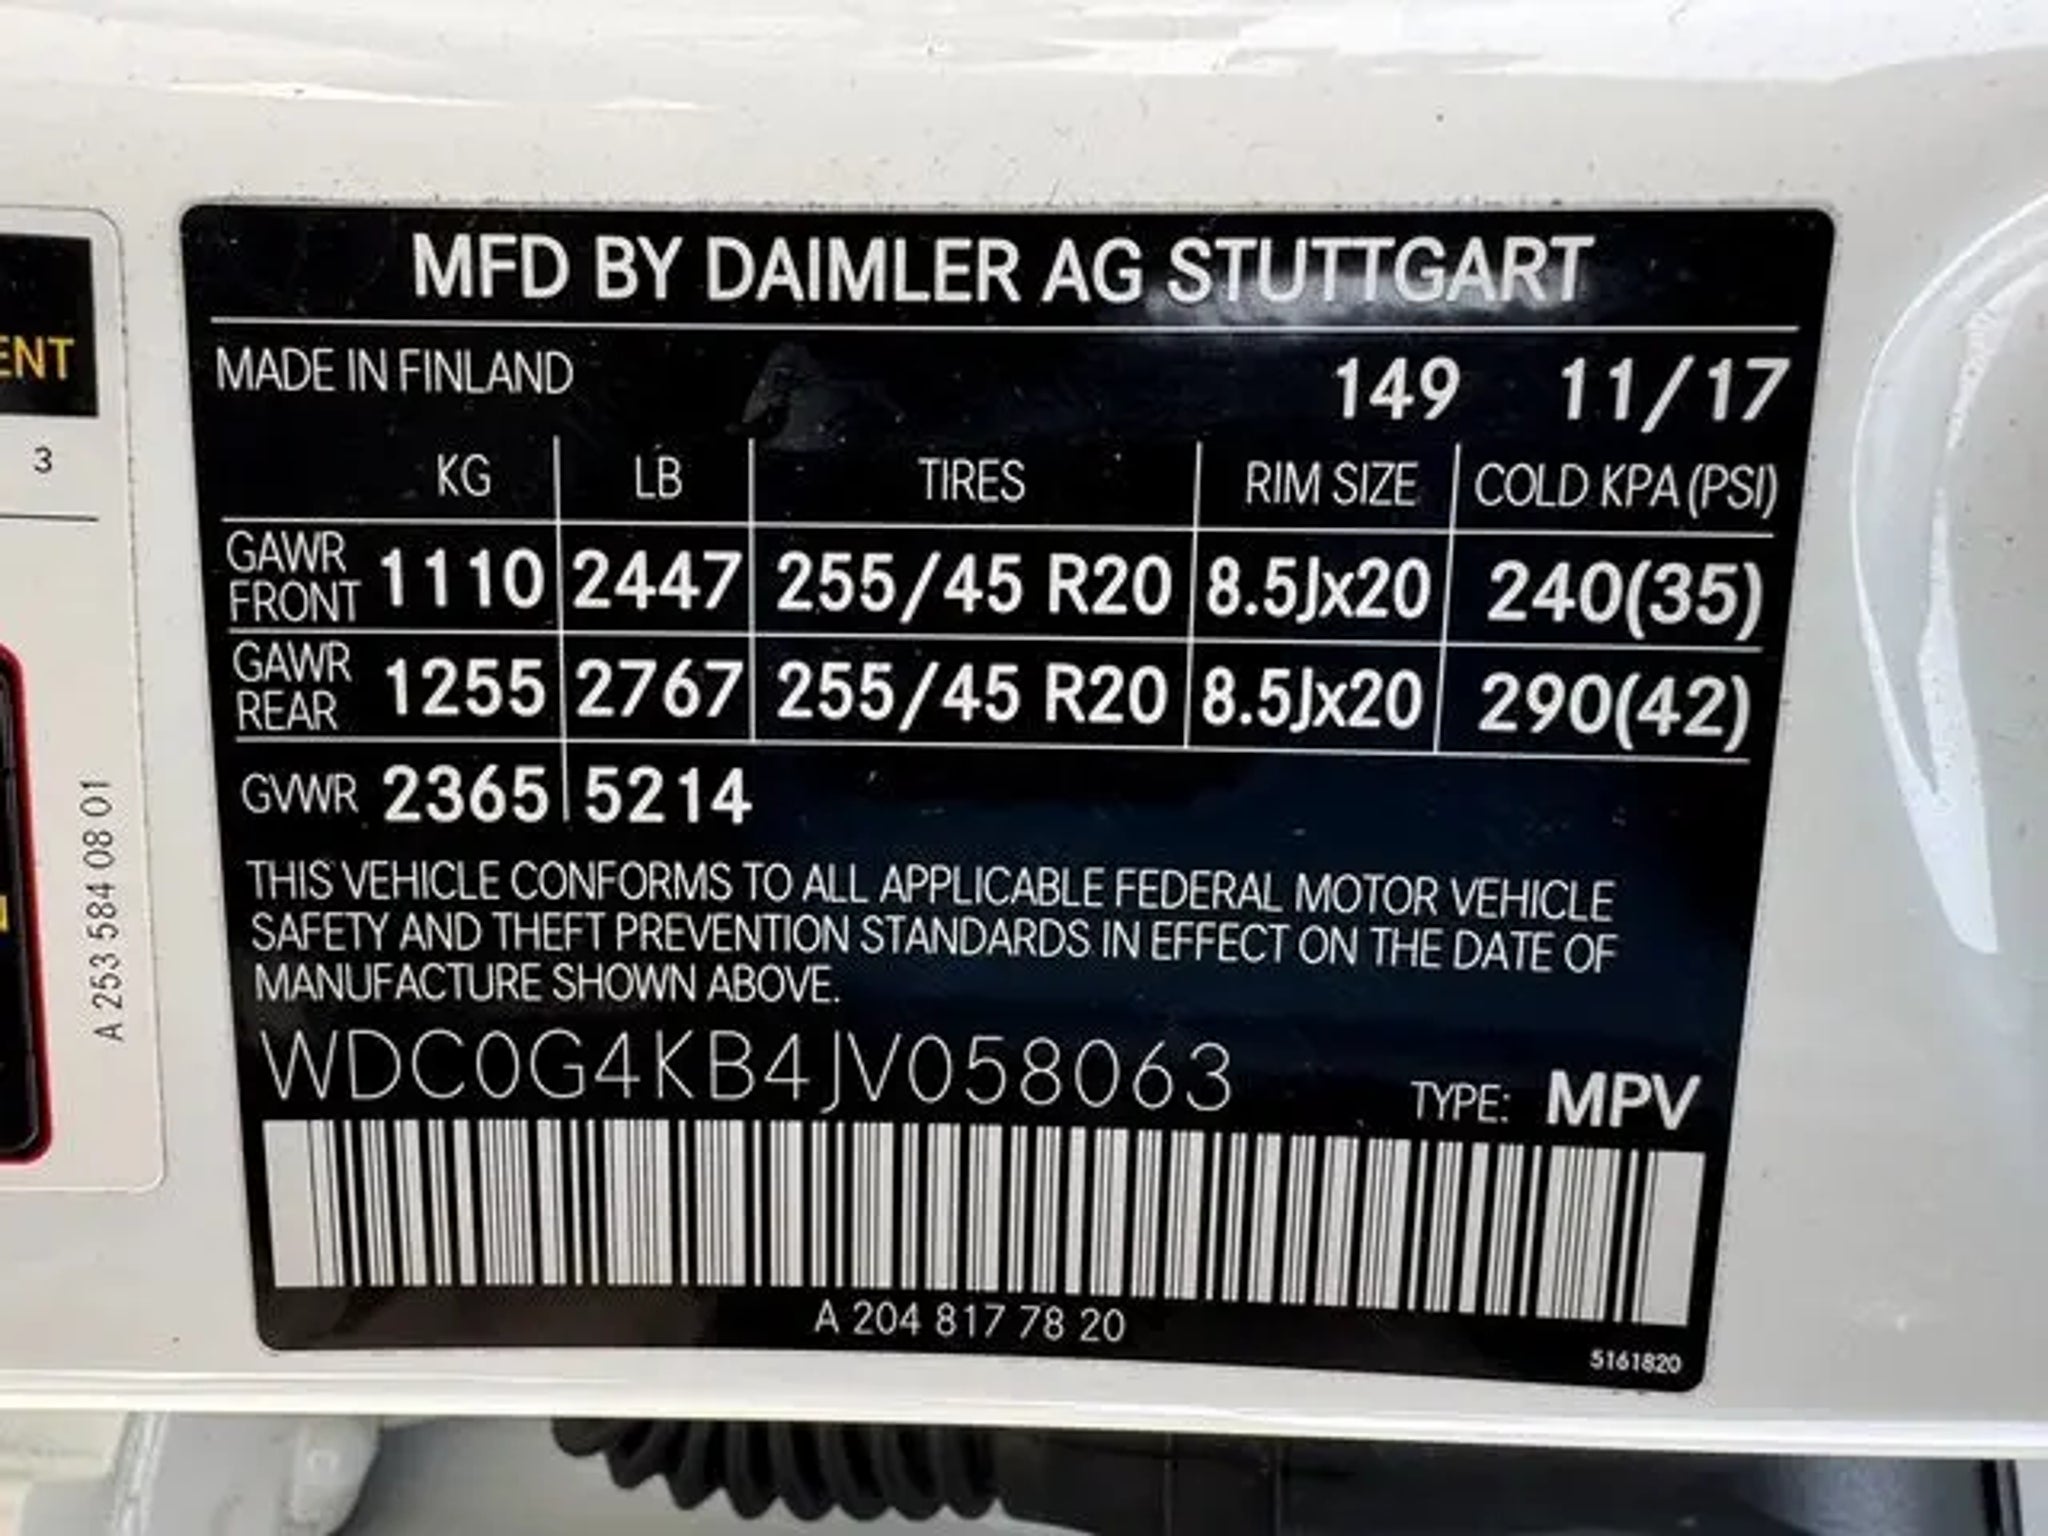 MFD BY DAIMLER AG STUTTGART
MADE IN FINLAND 149 11/17
KG LB TIRES RIM SIZE COLD KPA (PSI)
GAWR FRONT 1110 2447 255/45 R20 8.5Jx20 240(35)
GAWR REAR 1255 2767 255/45 R20 8.5Jx20 290(42)
GVWR 2365 5214
THIS VEHICLE CONFORMS TO ALL APPLICABLE FEDERAL MOTOR VEHICLE
SAFETY AND THEFT PREVENTION STANDARDS IN EFFECT ON THE DATE OF
MANUFACTURE SHOWN ABOVE.
WDC0G4KB4JV058063 TYPE: MPV
A 204 817 78 20
5161820
ENT
3
A 253 584 08 01